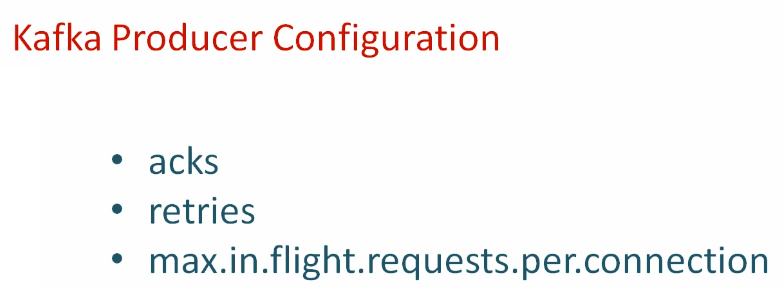 Kafka Producer Configuration
• acks
• retries
• max.in.flight.requests.per.connection